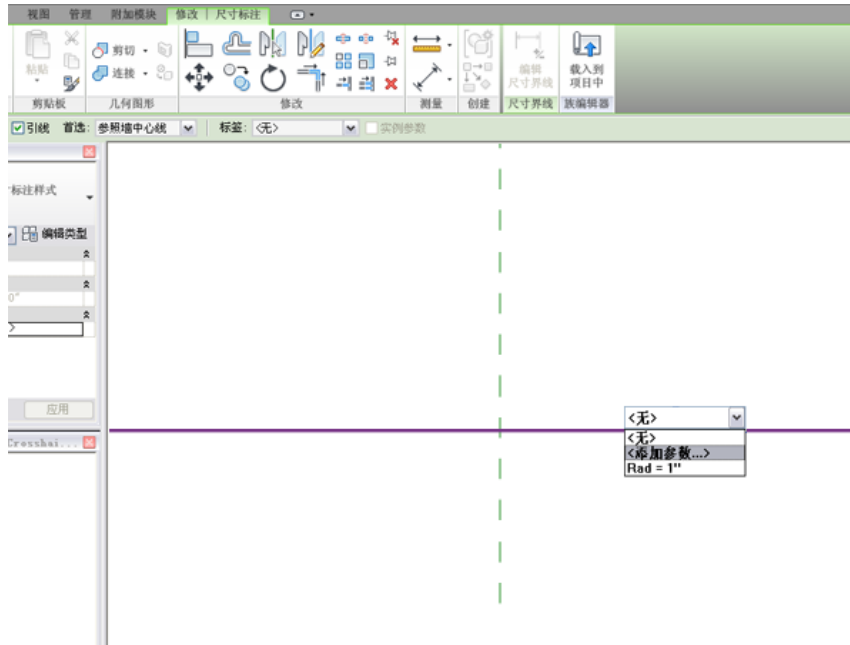 视图 管理 附加模块 修改 | 尺寸标注
粘贴
剪切
连接
编辑
尺寸界线
载入到
项目中
剪贴板 几何图形 修改 测量 创建 尺寸界线 族编辑器
引线 首选: 参照墙中心线 标签: <无> 实例参数
标注样式
编辑类型
0"
>
应用
<无>
Crosshai...
<无>
<添加参数...>
Rad = 1"